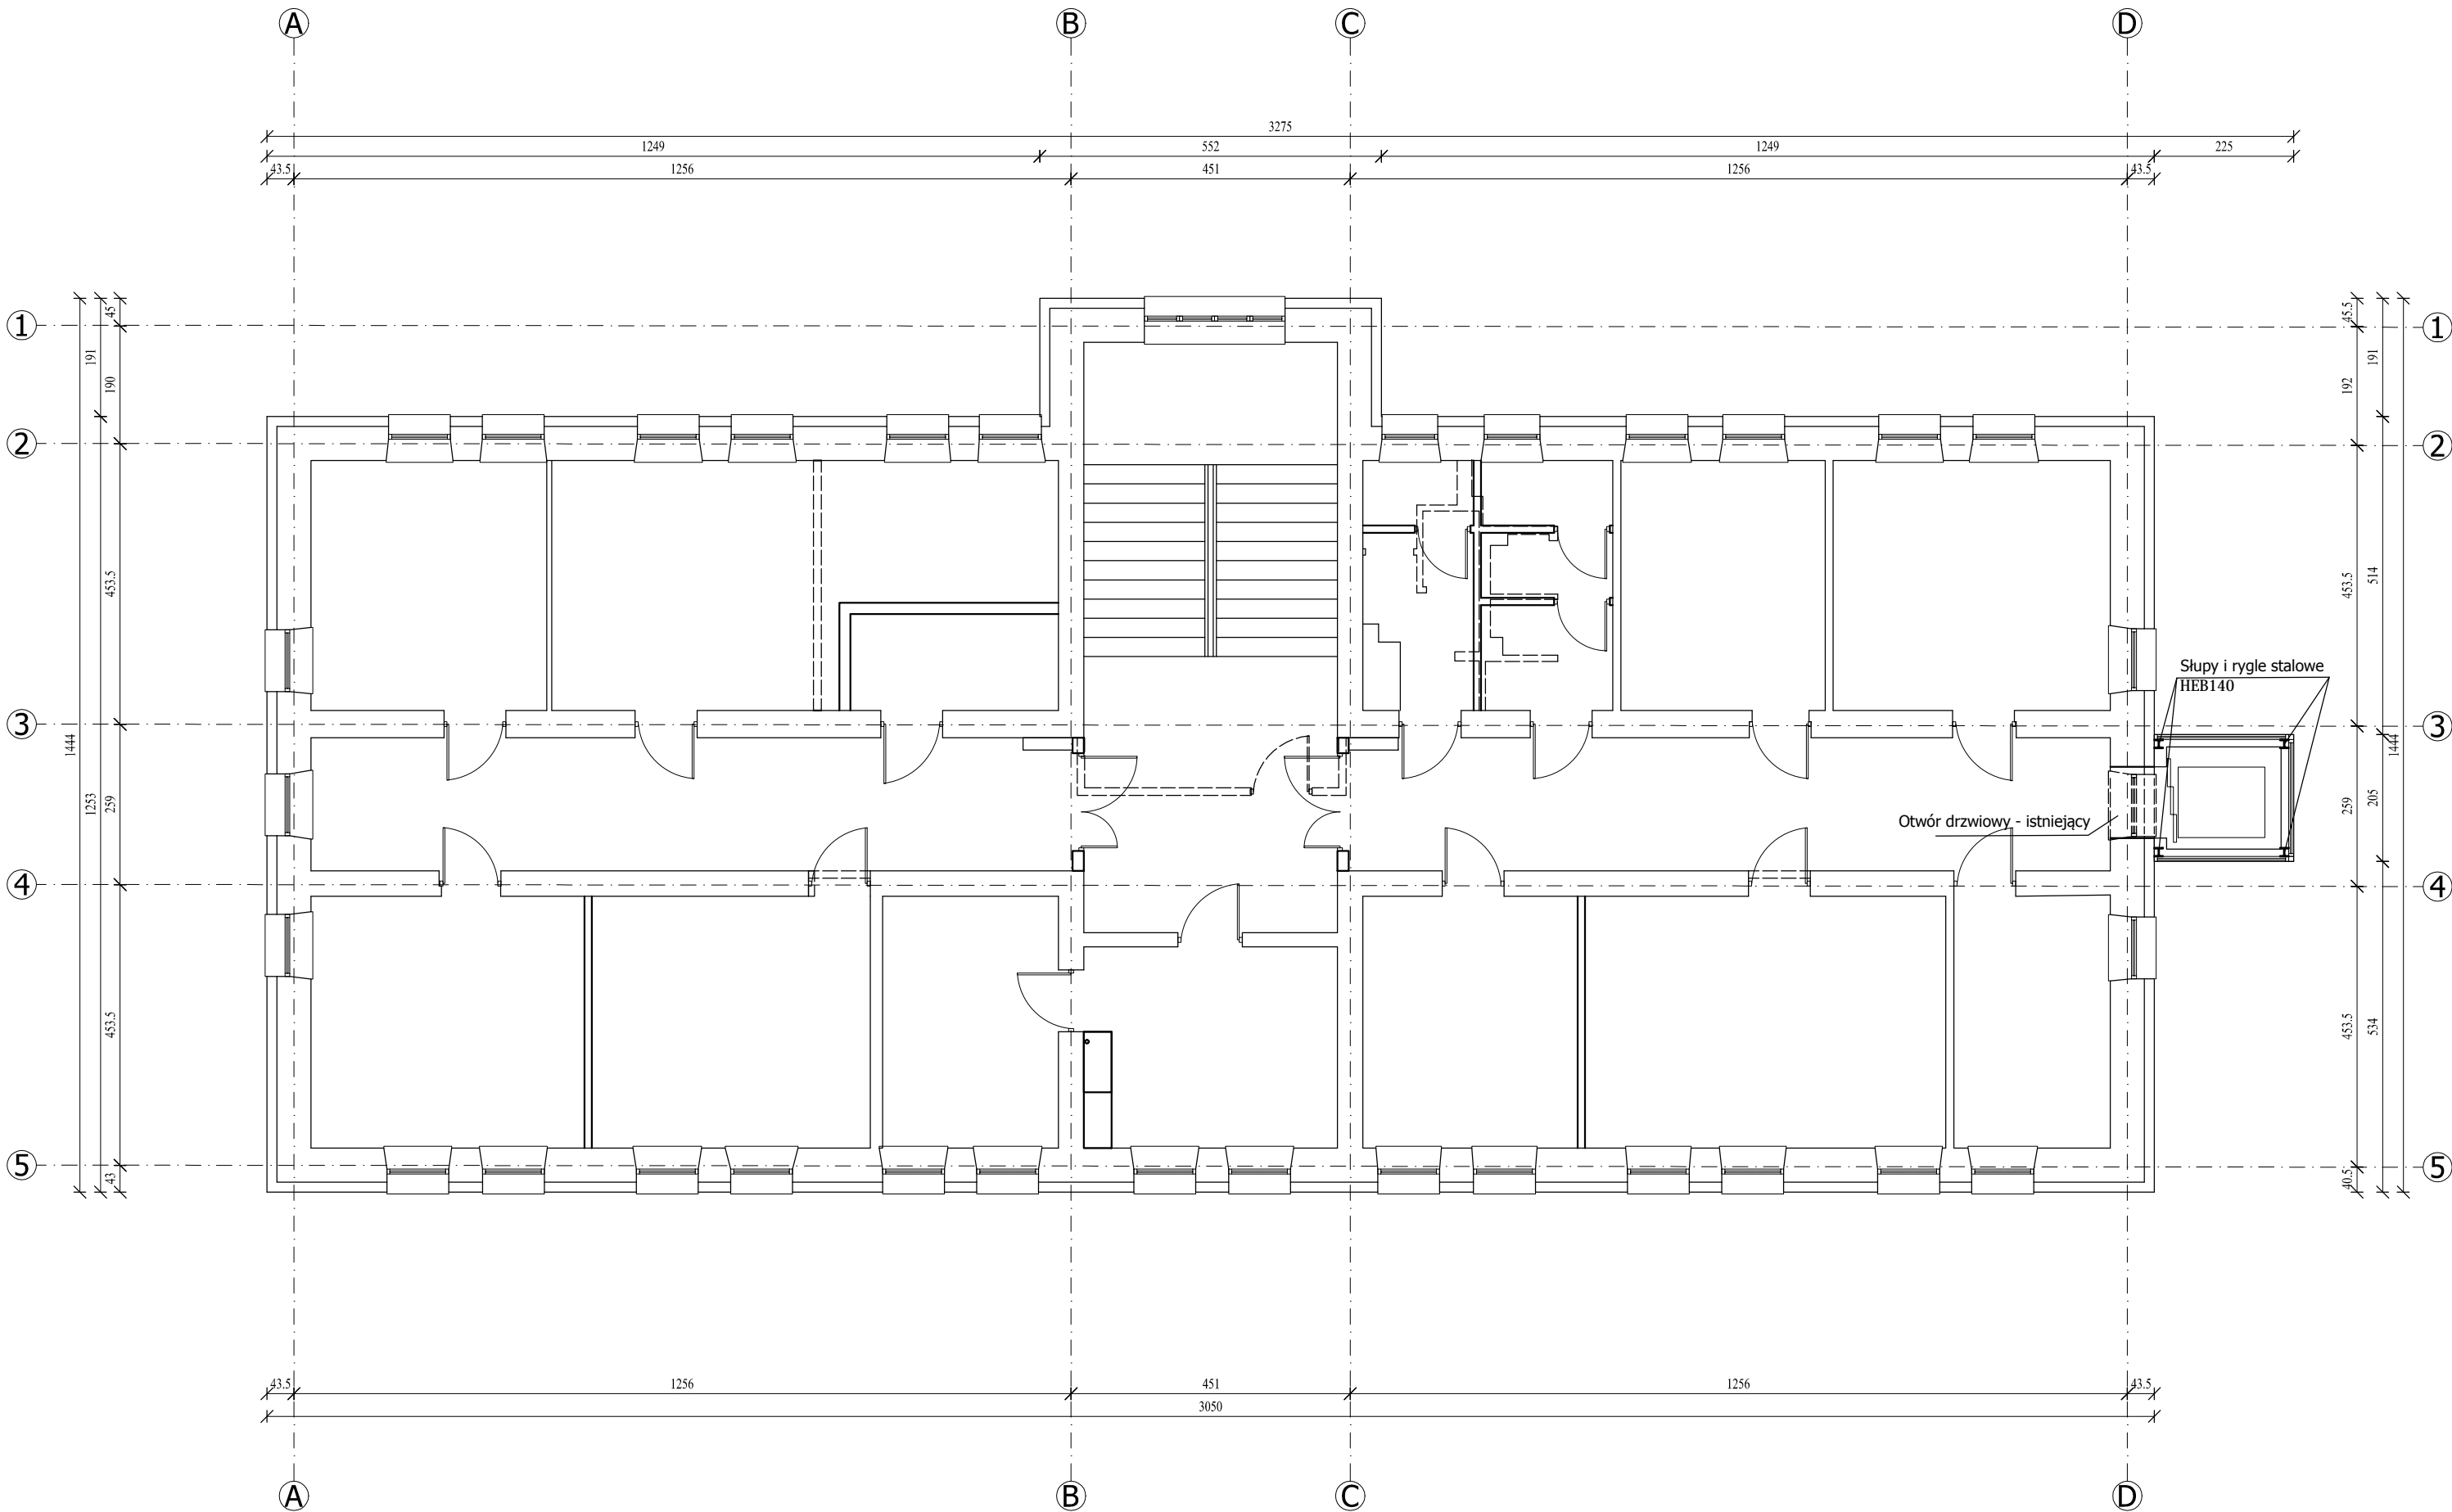 A B C D
3275
1249 552 1249 225
43.5 1256 451 1256 43.5
45 45.5
1 1
191 190 192 191
2 2
453.5 453.5 514
Słupy i rygle stalowe
HEB140
3 3
1444 1253 259 259 205 1444
Otwór drzwiowy - istniejący
4 4
453.5 453.5 534
5 5
43 40.5
43.5 1256 451 1256 43.5
3050
A B C D